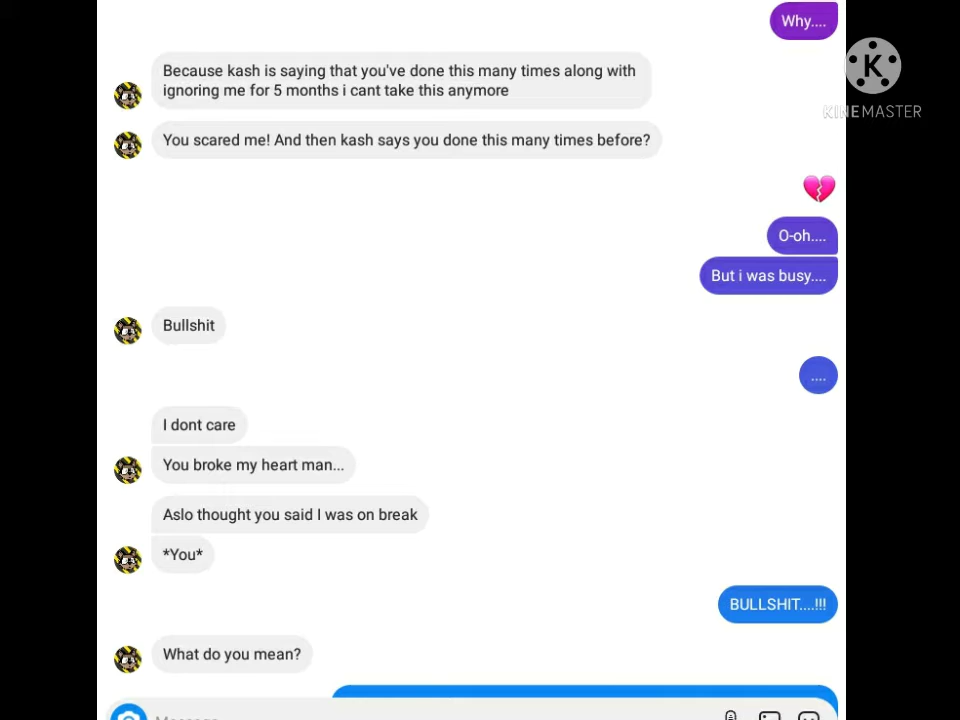 Why....
K
KINEMASTER
Because kash is saying that you've done this many times along with
ignoring me for 5 months i cant take this anymore
You scared me! And then kash says you done this many times before?
O-oh....
But i was busy....
Bullshit
....
I dont care
You broke my heart man...
Aslo thought you said I was on break
*You*
BULLSHIT....!!!
What do you mean?